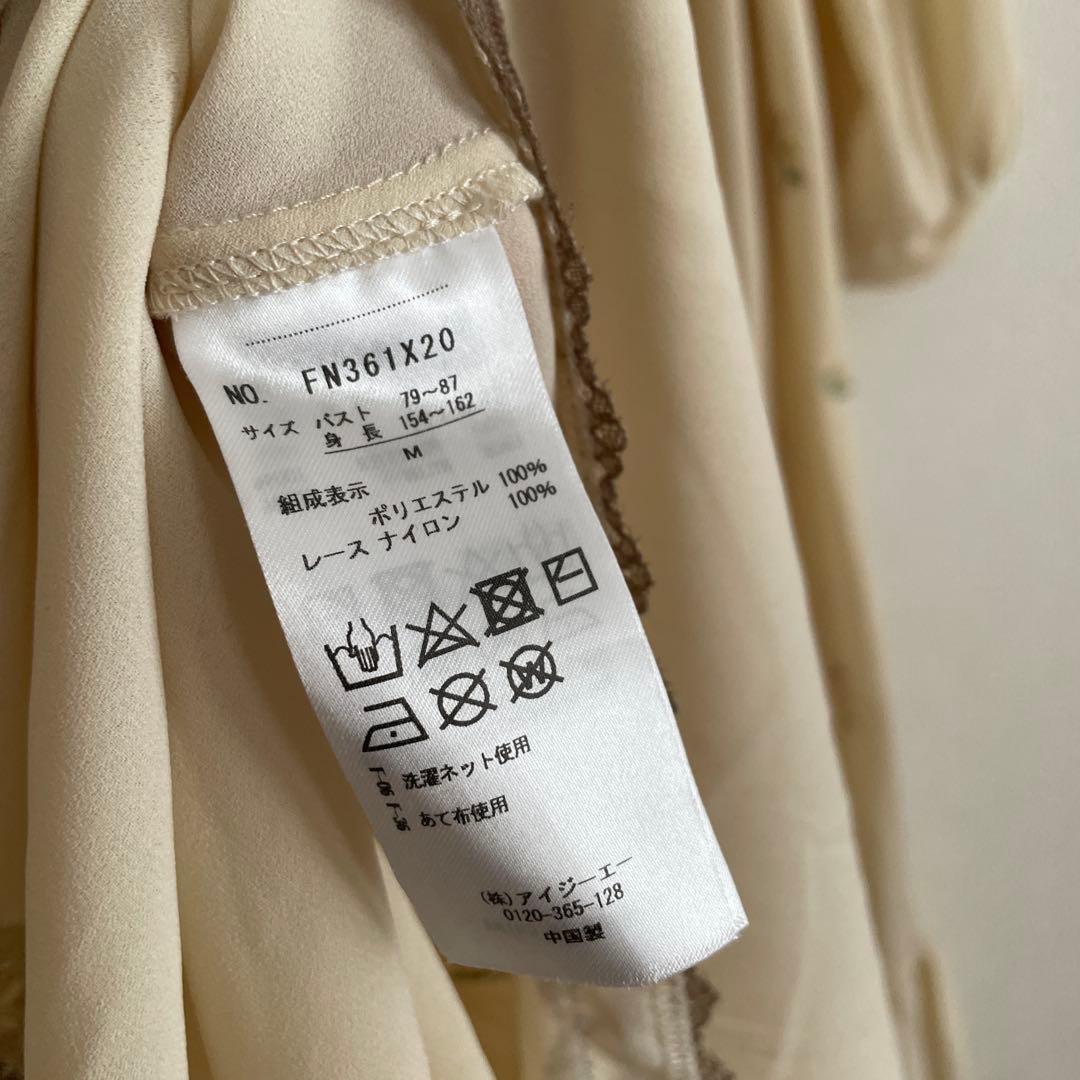 NO. FN361X20
サイズ バスト 79～87
身 長 154～162
M
組成表示
ポリエステル 100%
レース ナイロン 100%
洗濯ネット使用
あて布使用
(株)アイジーエー
0120-365-128
中国製